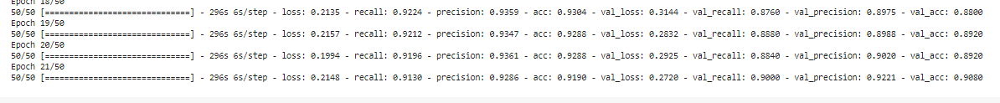 Epoch 18/50
50/50 [==============================] - 296s 6s/step - loss: 0.2135 - recall: 0.9224 - precision: 0.9359 - acc: 0.9304 - val_loss: 0.3144 - val_recall: 0.8760 - val_precision: 0.8975 - val_acc: 0.8800
Epoch 19/50
50/50 [==============================] - 296s 6s/step - loss: 0.2157 - recall: 0.9212 - precision: 0.9347 - acc: 0.9288 - val_loss: 0.2832 - val_recall: 0.8880 - val_precision: 0.8988 - val_acc: 0.8920
Epoch 20/50
50/50 [==============================] - 296s 6s/step - loss: 0.1994 - recall: 0.9196 - precision: 0.9361 - acc: 0.9288 - val_loss: 0.2925 - val_recall: 0.8840 - val_precision: 0.9020 - val_acc: 0.8920
Epoch 21/50
50/50 [==============================] - 296s 6s/step - loss: 0.2148 - recall: 0.9130 - precision: 0.9286 - acc: 0.9190 - val_loss: 0.2720 - val_recall: 0.9000 - val_precision: 0.9221 - val_acc: 0.9080